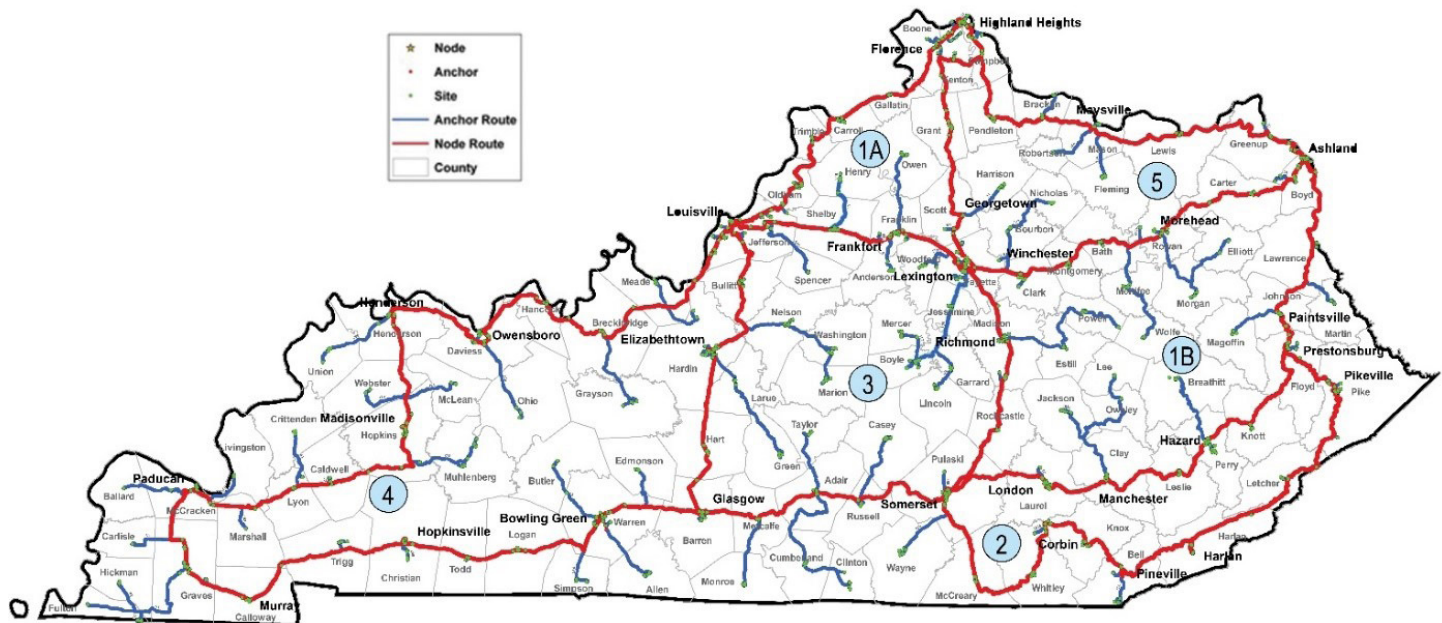 Node
Anchor
Site
Anchor Route
Node Route
County
Highland Heights
Boone
Florence
Campbell
Kenton
Gallatin
Bracken
Maysville
Trimble
Carroll
1A
Grant
Pendleton
Robertson
Mason
Lewis
Greenup
Ashland
Henry
Owen
Harrison
Nicholas
Fleming
5
Carter
Boyd
Oldham
Louisville
Shelby
Franklin
Scott
Georgetown
Bourbon
Morehead
Rowan
Elliott
Jefferson
Frankfort
Winchester
Bath
Lawrence
Spencer
Anderson
Woodford
Lexington
Fayette
Clark
Montgomery
Menifee
Morgan
Meade
Bullitt
Johnson
Paintsville
Martin
Henderson
Hancock
Breckinridge
Nelson
Washington
Mercer
Jessamine
Madison
Powell
Wolfe
Magoffin
Henderson
Daviess
Owensboro
Elizabethtown
Boyle
Richmond
Estill
Lee
1B
Prestonsburg
Union
Hardin
Marion
3
Garrard
Breathitt
Floyd
Pikeville
Pike
Webster
McLean
Ohio
Grayson
Larue
Lincoln
Jackson
Owsley
Crittenden
Madisonville
Hopkins
Hart
Taylor
Casey
Rockcastle
Hazard
Knott
Livingston
Caldwell
Muhlenberg
Butler
Edmonson
Green
Pulaski
Clay
Perry
Paducah
Ballard
Lyon
4
Glasgow
Adair
Somerset
London
Manchester
Leslie
Letcher
McCracken
Marshall
Hopkinsville
Bowling Green
Warren
Metcalfe
Russell
Laurel
Carlisle
Logan
Barron
2
Corbin
Knox
Harlan
Trigg
Christian
Todd
Cumberland
Clinton
Wayne
Bell
Harlan
Hickman
Simpson
Allen
Monroe
McCreary
Whitley
Pineville
Fulton
Graves
Murray
Calloway